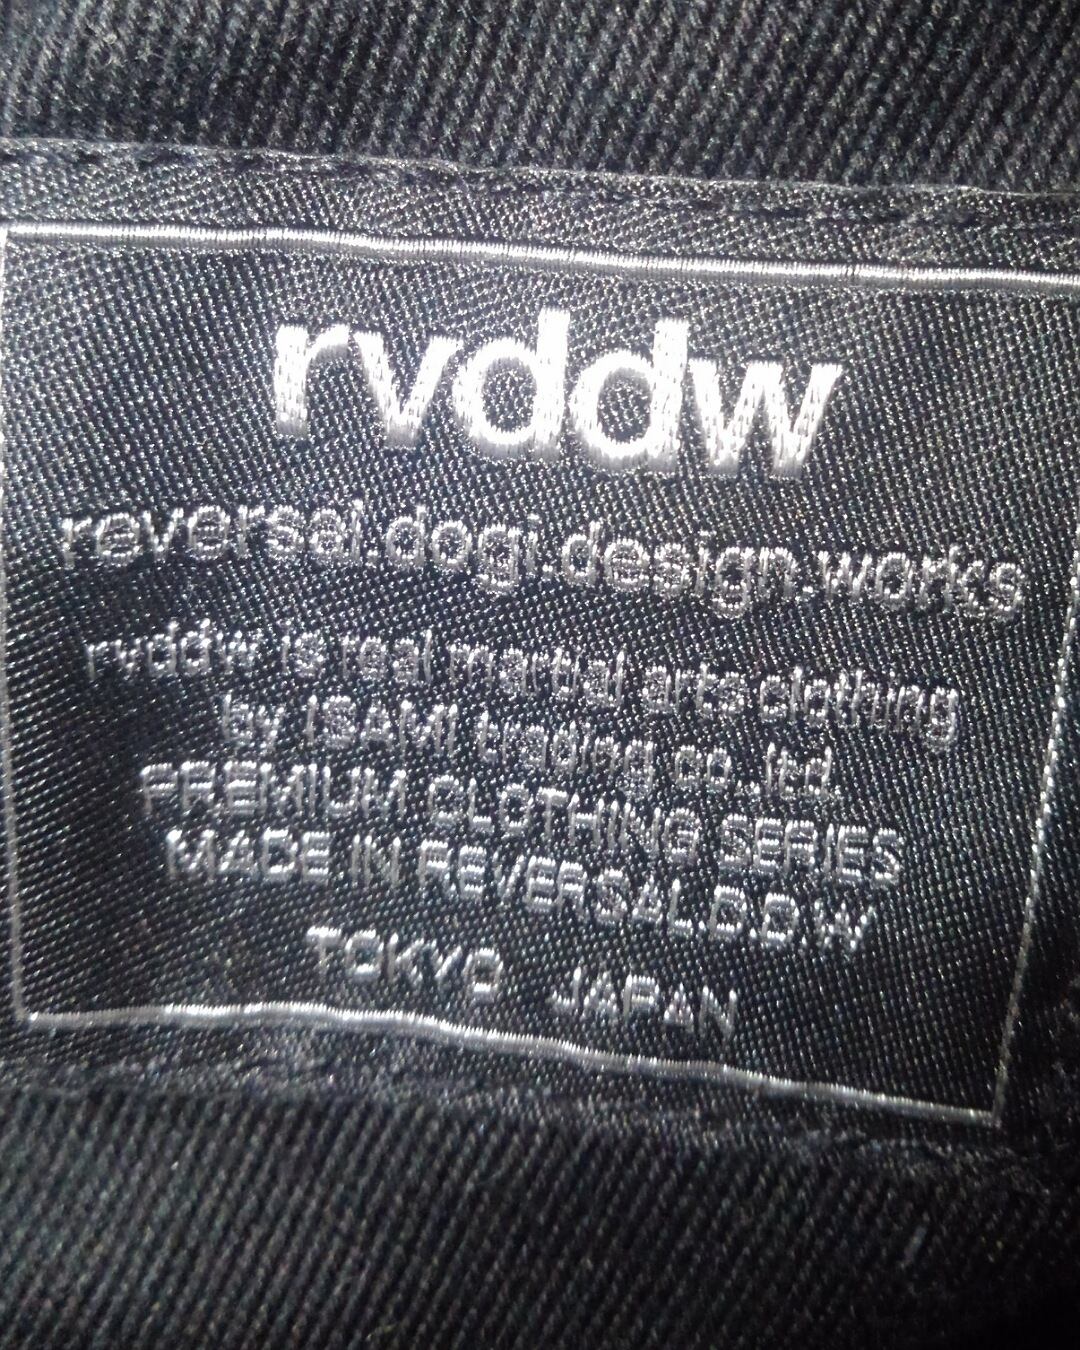 rvddw
reversal.dogi.design.works
rvddw is real martial arts clothing
by ISAMI trading co., ltd.
PREMIUM CLOTHING SERIES
MADE IN REVERSAL.D.D.W
TOKYO JAPAN